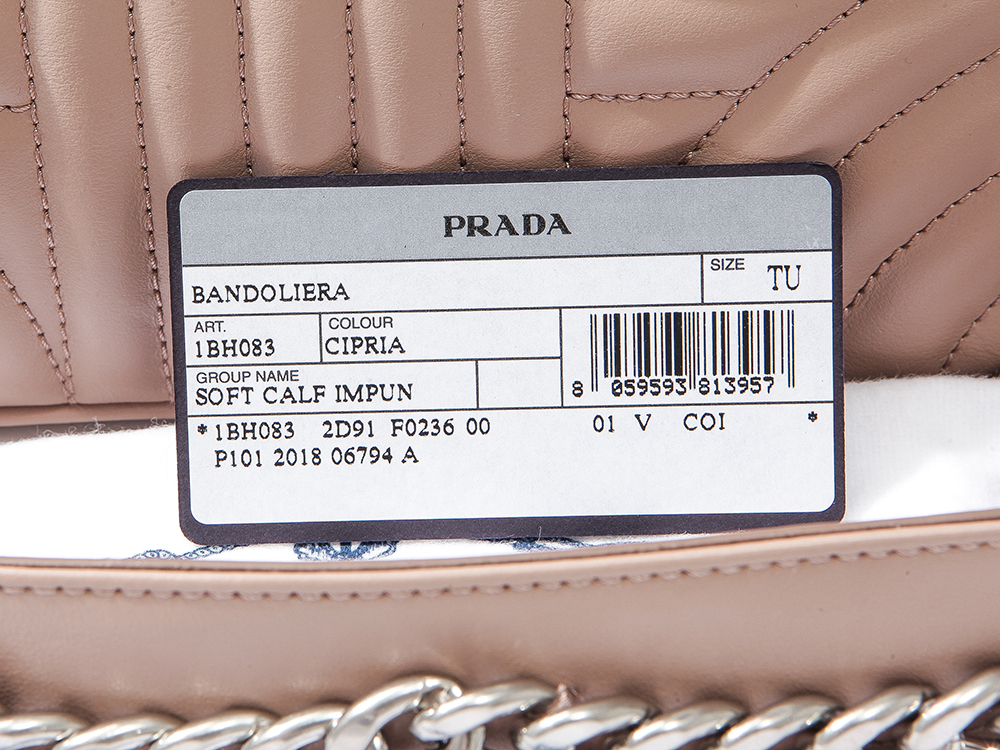 PRADA
BANDOLIERA
SIZE TU
ART. 1BH083
COLOUR CIPRIA
GROUP NAME
SOFT CALF IMPUN
8 059593 813957
*1BH083 2D91 F0236 00 01 V COI *
P101 2018 06794 A